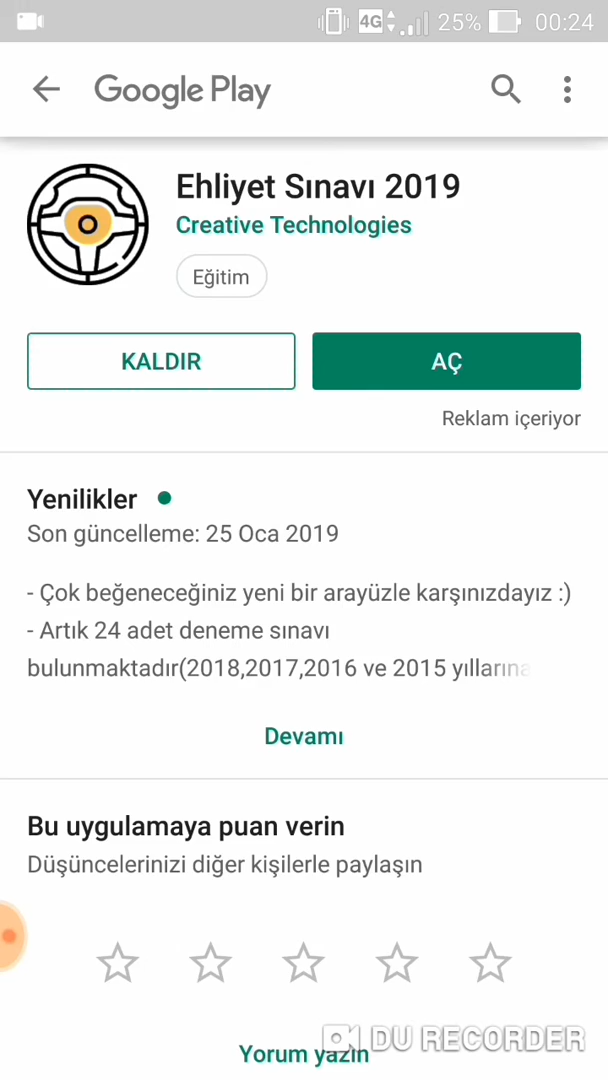 4G 25% 00:24
Google Play
Ehliyet Sınavı 2019
Creative Technologies
Eğitim
KALDIR
AÇ
Reklam içeriyor
Yenilikler
Son güncelleme: 25 Oca 2019
- Çok beğeneceğiniz yeni bir arayüzle karşınızdayız :)
- Artık 24 adet deneme sınavı
bulunmaktadır(2018,2017,2016 ve 2015 yıllarına
Devamı
Bu uygulamaya puan verin
Düşüncelerinizi diğer kişilerle paylaşın
DU RECORDER
Yorum yazın